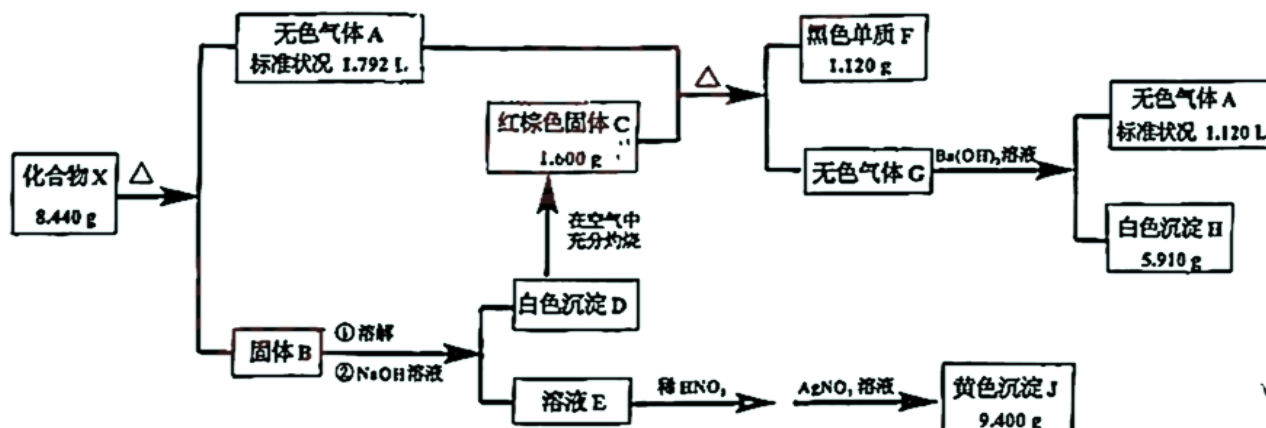 化合物X
8.440 g
△
无色气体 A
标准状况 1.792 L
固体B
①溶解
②NaOH溶液
红棕色固体 C
1.600 g
在空气中
充分灼烧
白色沉淀D
溶液E
△
黑色单质 F
1.120 g
无色气体G
Ba(OH)₂溶液
无色气体 A
标准状况 1.120 L
白色沉淀H
5.910 g
稀HNO₃
AgNO₃溶液
黄色沉淀J
9.400 g